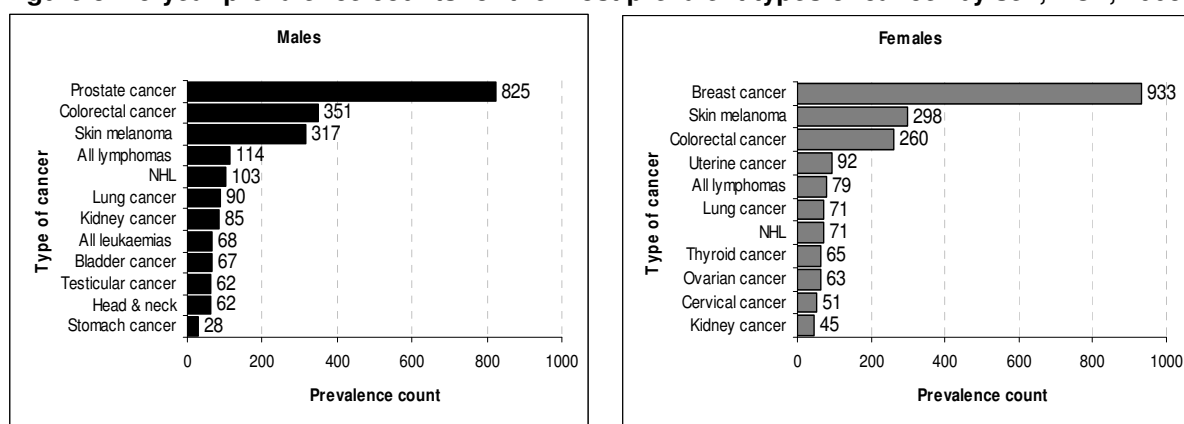 Males
Type of cancer
Prostate cancer 825
Colorectal cancer 351
Skin melanoma 317
All lymphomas 114
NHL 103
Lung cancer 90
Kidney cancer 85
All leukaemias 68
Bladder cancer 67
Testicular cancer 62
Head & neck 62
Stomach cancer 28
0 200 400 600 800 1000
Prevalence count
Females
Type of cancer
Breast cancer 933
Skin melanoma 298
Colorectal cancer 260
Uterine cancer 92
All lymphomas 79
Lung cancer 71
NHL 71
Thyroid cancer 65
Ovarian cancer 63
Cervical cancer 51
Kidney cancer 45
0 200 400 600 800 1000
Prevalence count